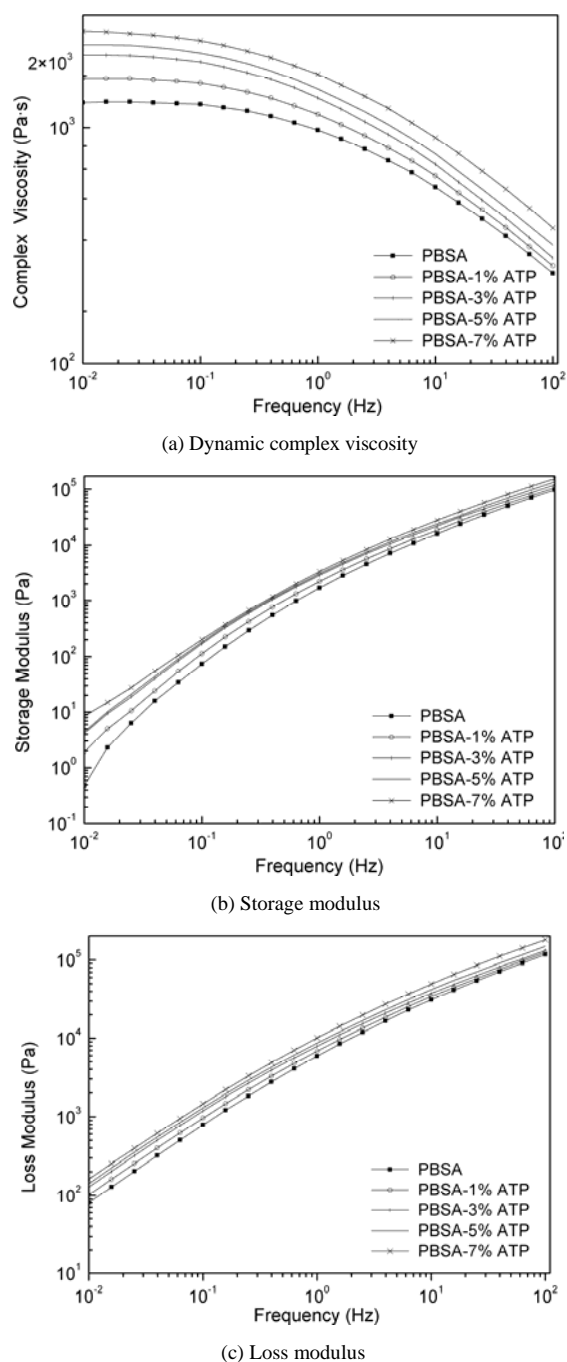 2×10³
10³
10²
Complex Viscosity (Pa·s)
PBSA
PBSA-1% ATP
PBSA-3% ATP
PBSA-5% ATP
PBSA-7% ATP
10⁻² 10⁻¹ 10⁰ 10¹ 10²
Frequency (Hz)
(a) Dynamic complex viscosity
10⁵
10⁴
10³
10²
10¹
10⁰
10⁻¹
Storage Modulus (Pa)
PBSA
PBSA-1% ATP
PBSA-3% ATP
PBSA-5% ATP
PBSA-7% ATP
10⁻² 10⁻¹ 10⁰ 10¹ 10²
Frequency (Hz)
(b) Storage modulus
10⁵
10⁴
10³
10²
10¹
Loss Modulus (Pa)
PBSA
PBSA-1% ATP
PBSA-3% ATP
PBSA-5% ATP
PBSA-7% ATP
10⁻² 10⁻¹ 10⁰ 10¹ 10²
Frequency (Hz)
(c) Loss modulus